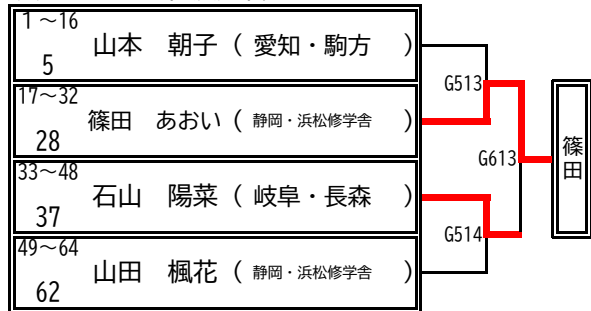 1～16
5
山本　朝子（ 愛知・駒方　）
17～32
28
篠田　あおい（ 静岡・浜松修学舎　）
33～48
37
石山　陽菜（ 岐阜・長森　）
49～64
62
山田　楓花（ 静岡・浜松修学舎　）
G513
G613
G514
篠田